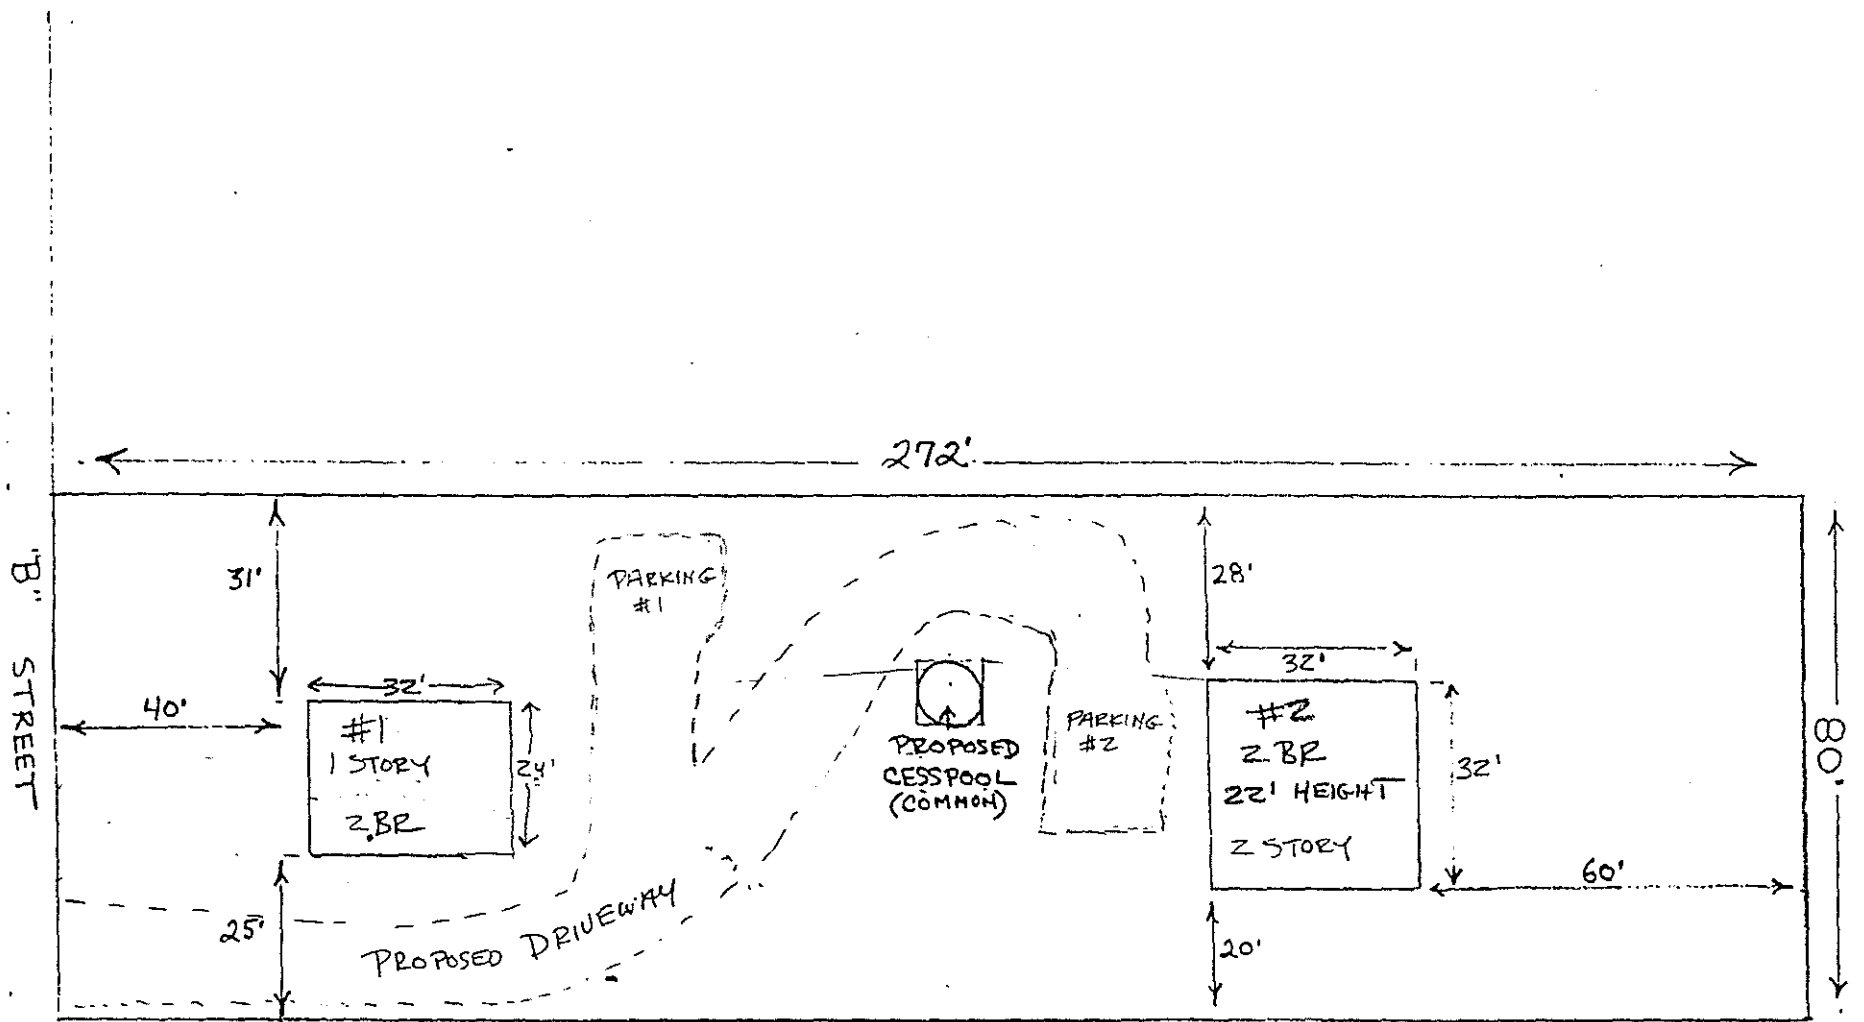 272'
"B" STREET
31'
PARKING
#1
28'
32'
32'
40'
#1
1 STORY
2 BR
24'
PROPOSED
CESSPOOL
(COMMON)
PARKING
#2
#2
2 BR
22' HEIGHT
2 STORY
32'
80'
60'
25'
PROPOSED DRIVEWAY
20'